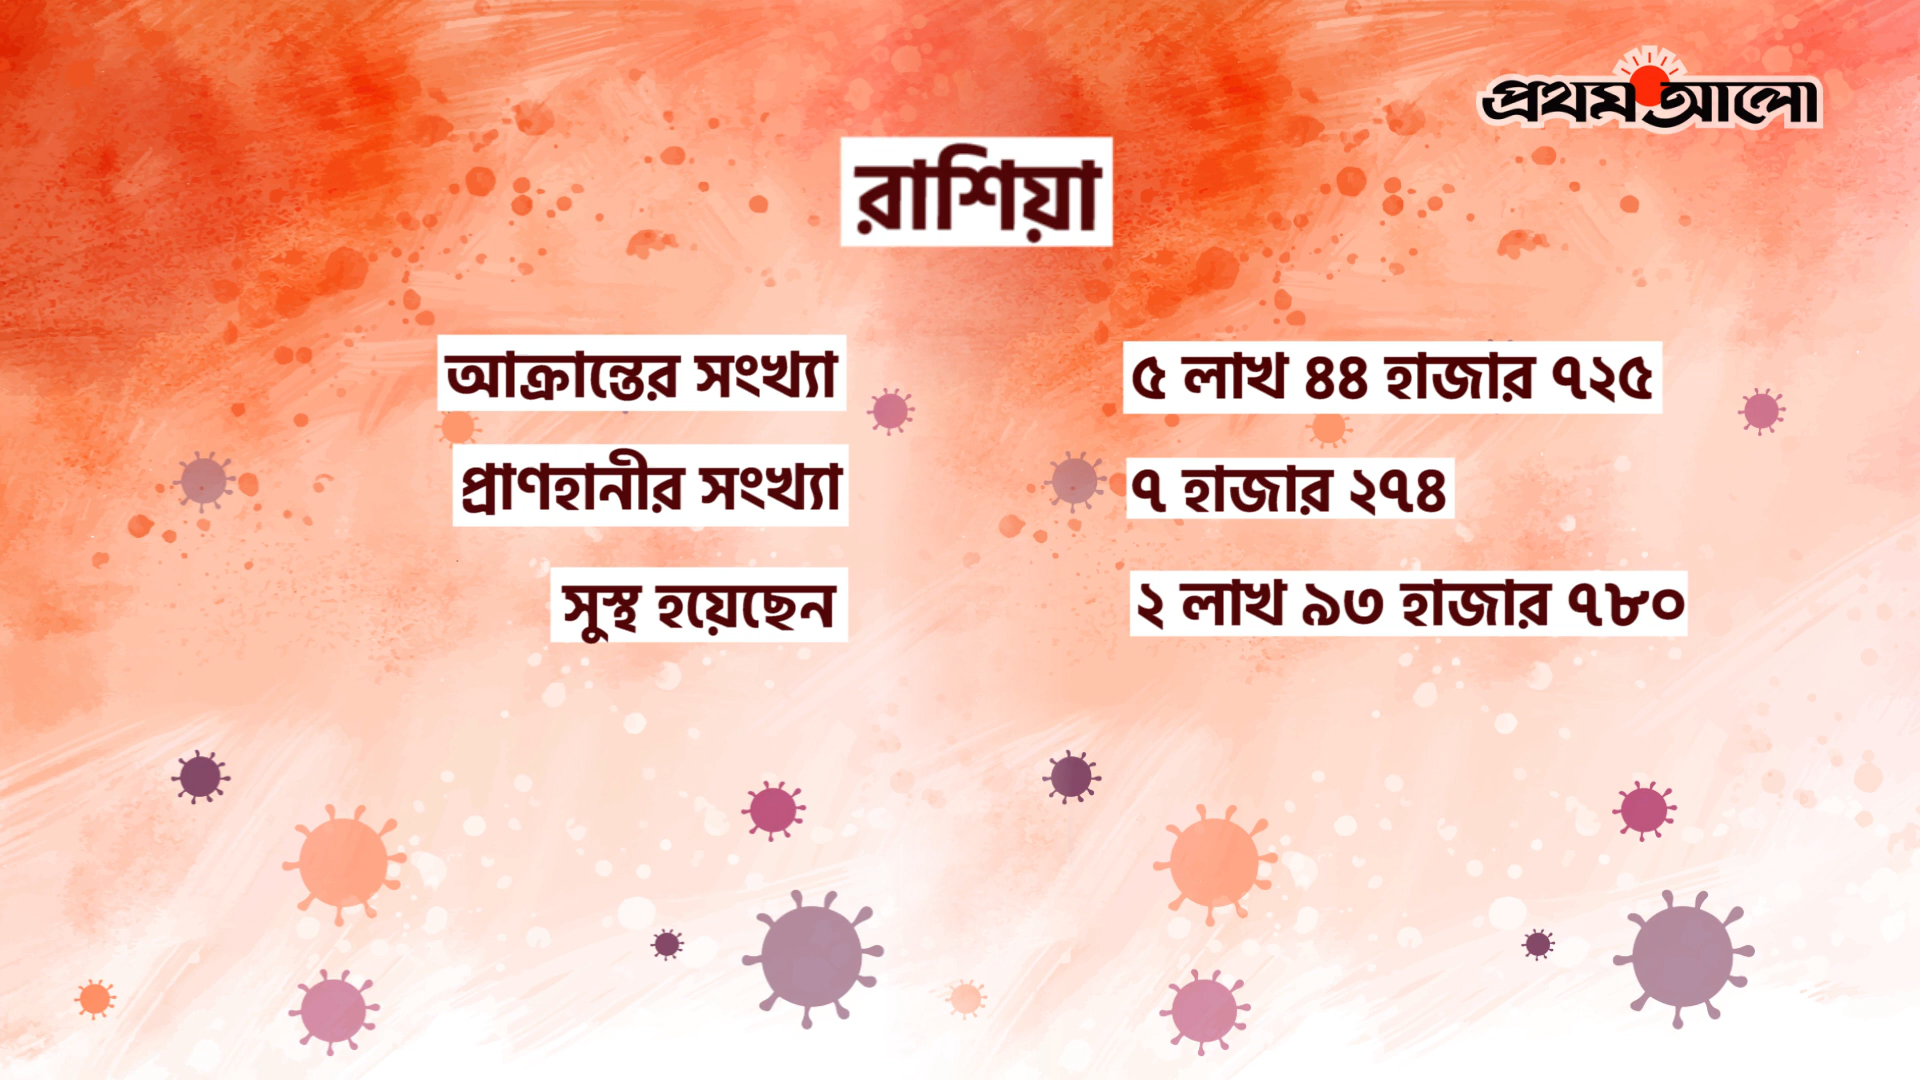 প্রথম আলো
রাশিয়া
আক্রান্তের সংখ্যা ৫ লাখ ৪৪ হাজার ৭২৫
প্রাণহানীর সংখ্যা ৭ হাজার ২৭৪
সুস্থ হয়েছেন ২ লাখ ৯৩ হাজার ৭৮০